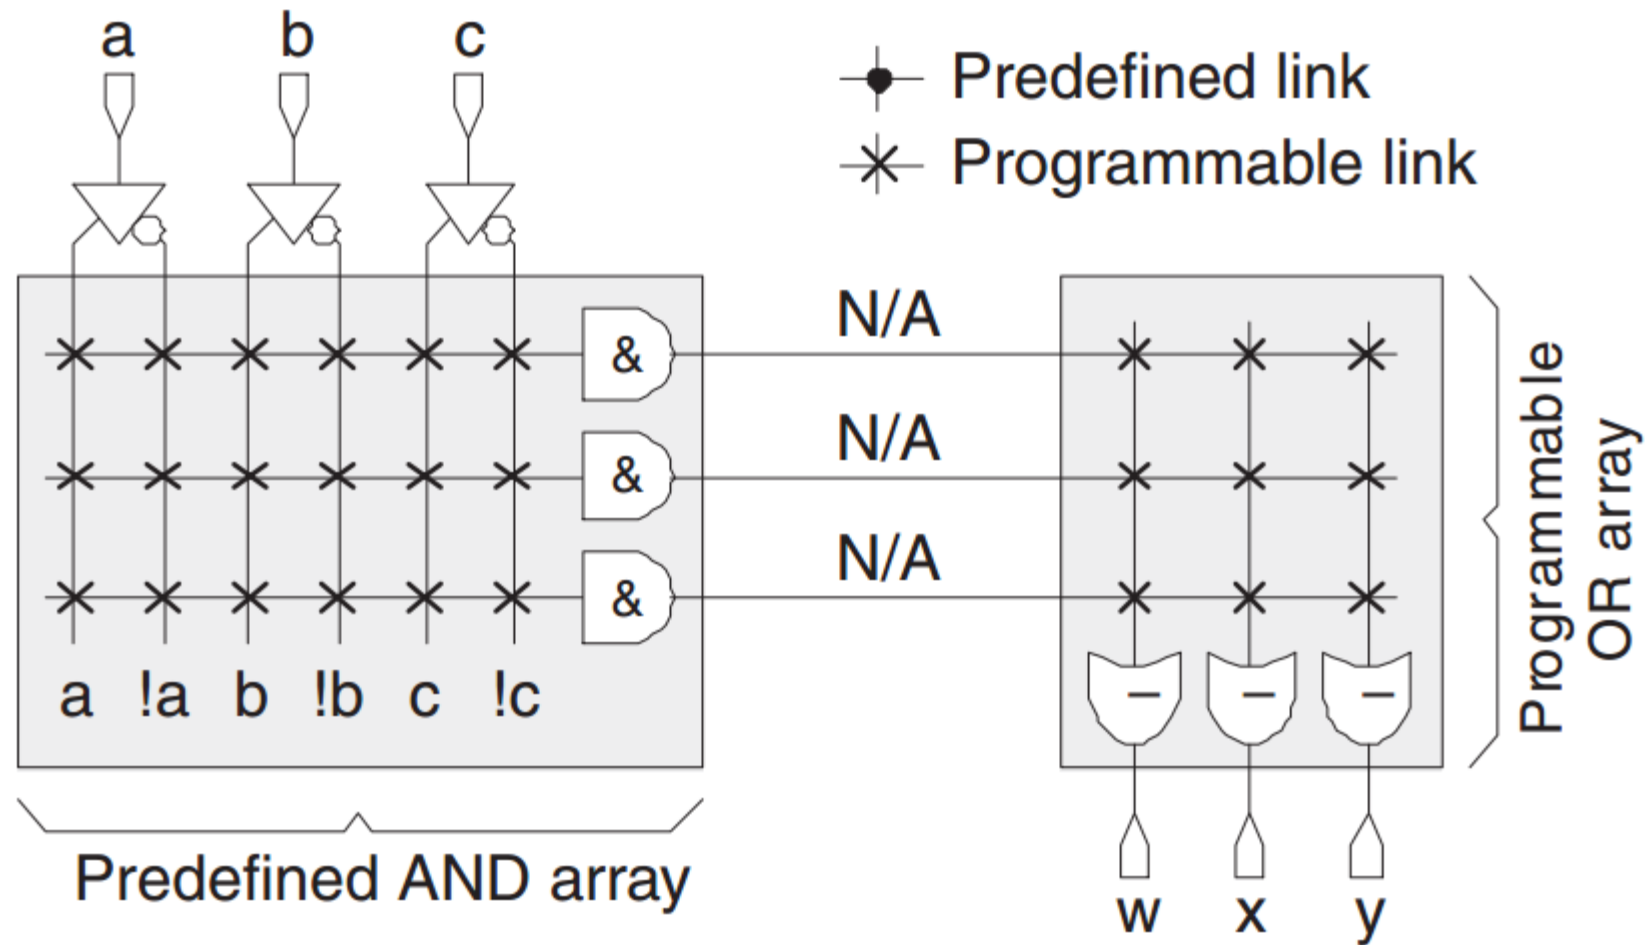 a b c
Predefined link
Programmable link
N/A
&
N/A
&
N/A
&
a !a b !b c !c
Predefined AND array
Programmable
OR array
w x y